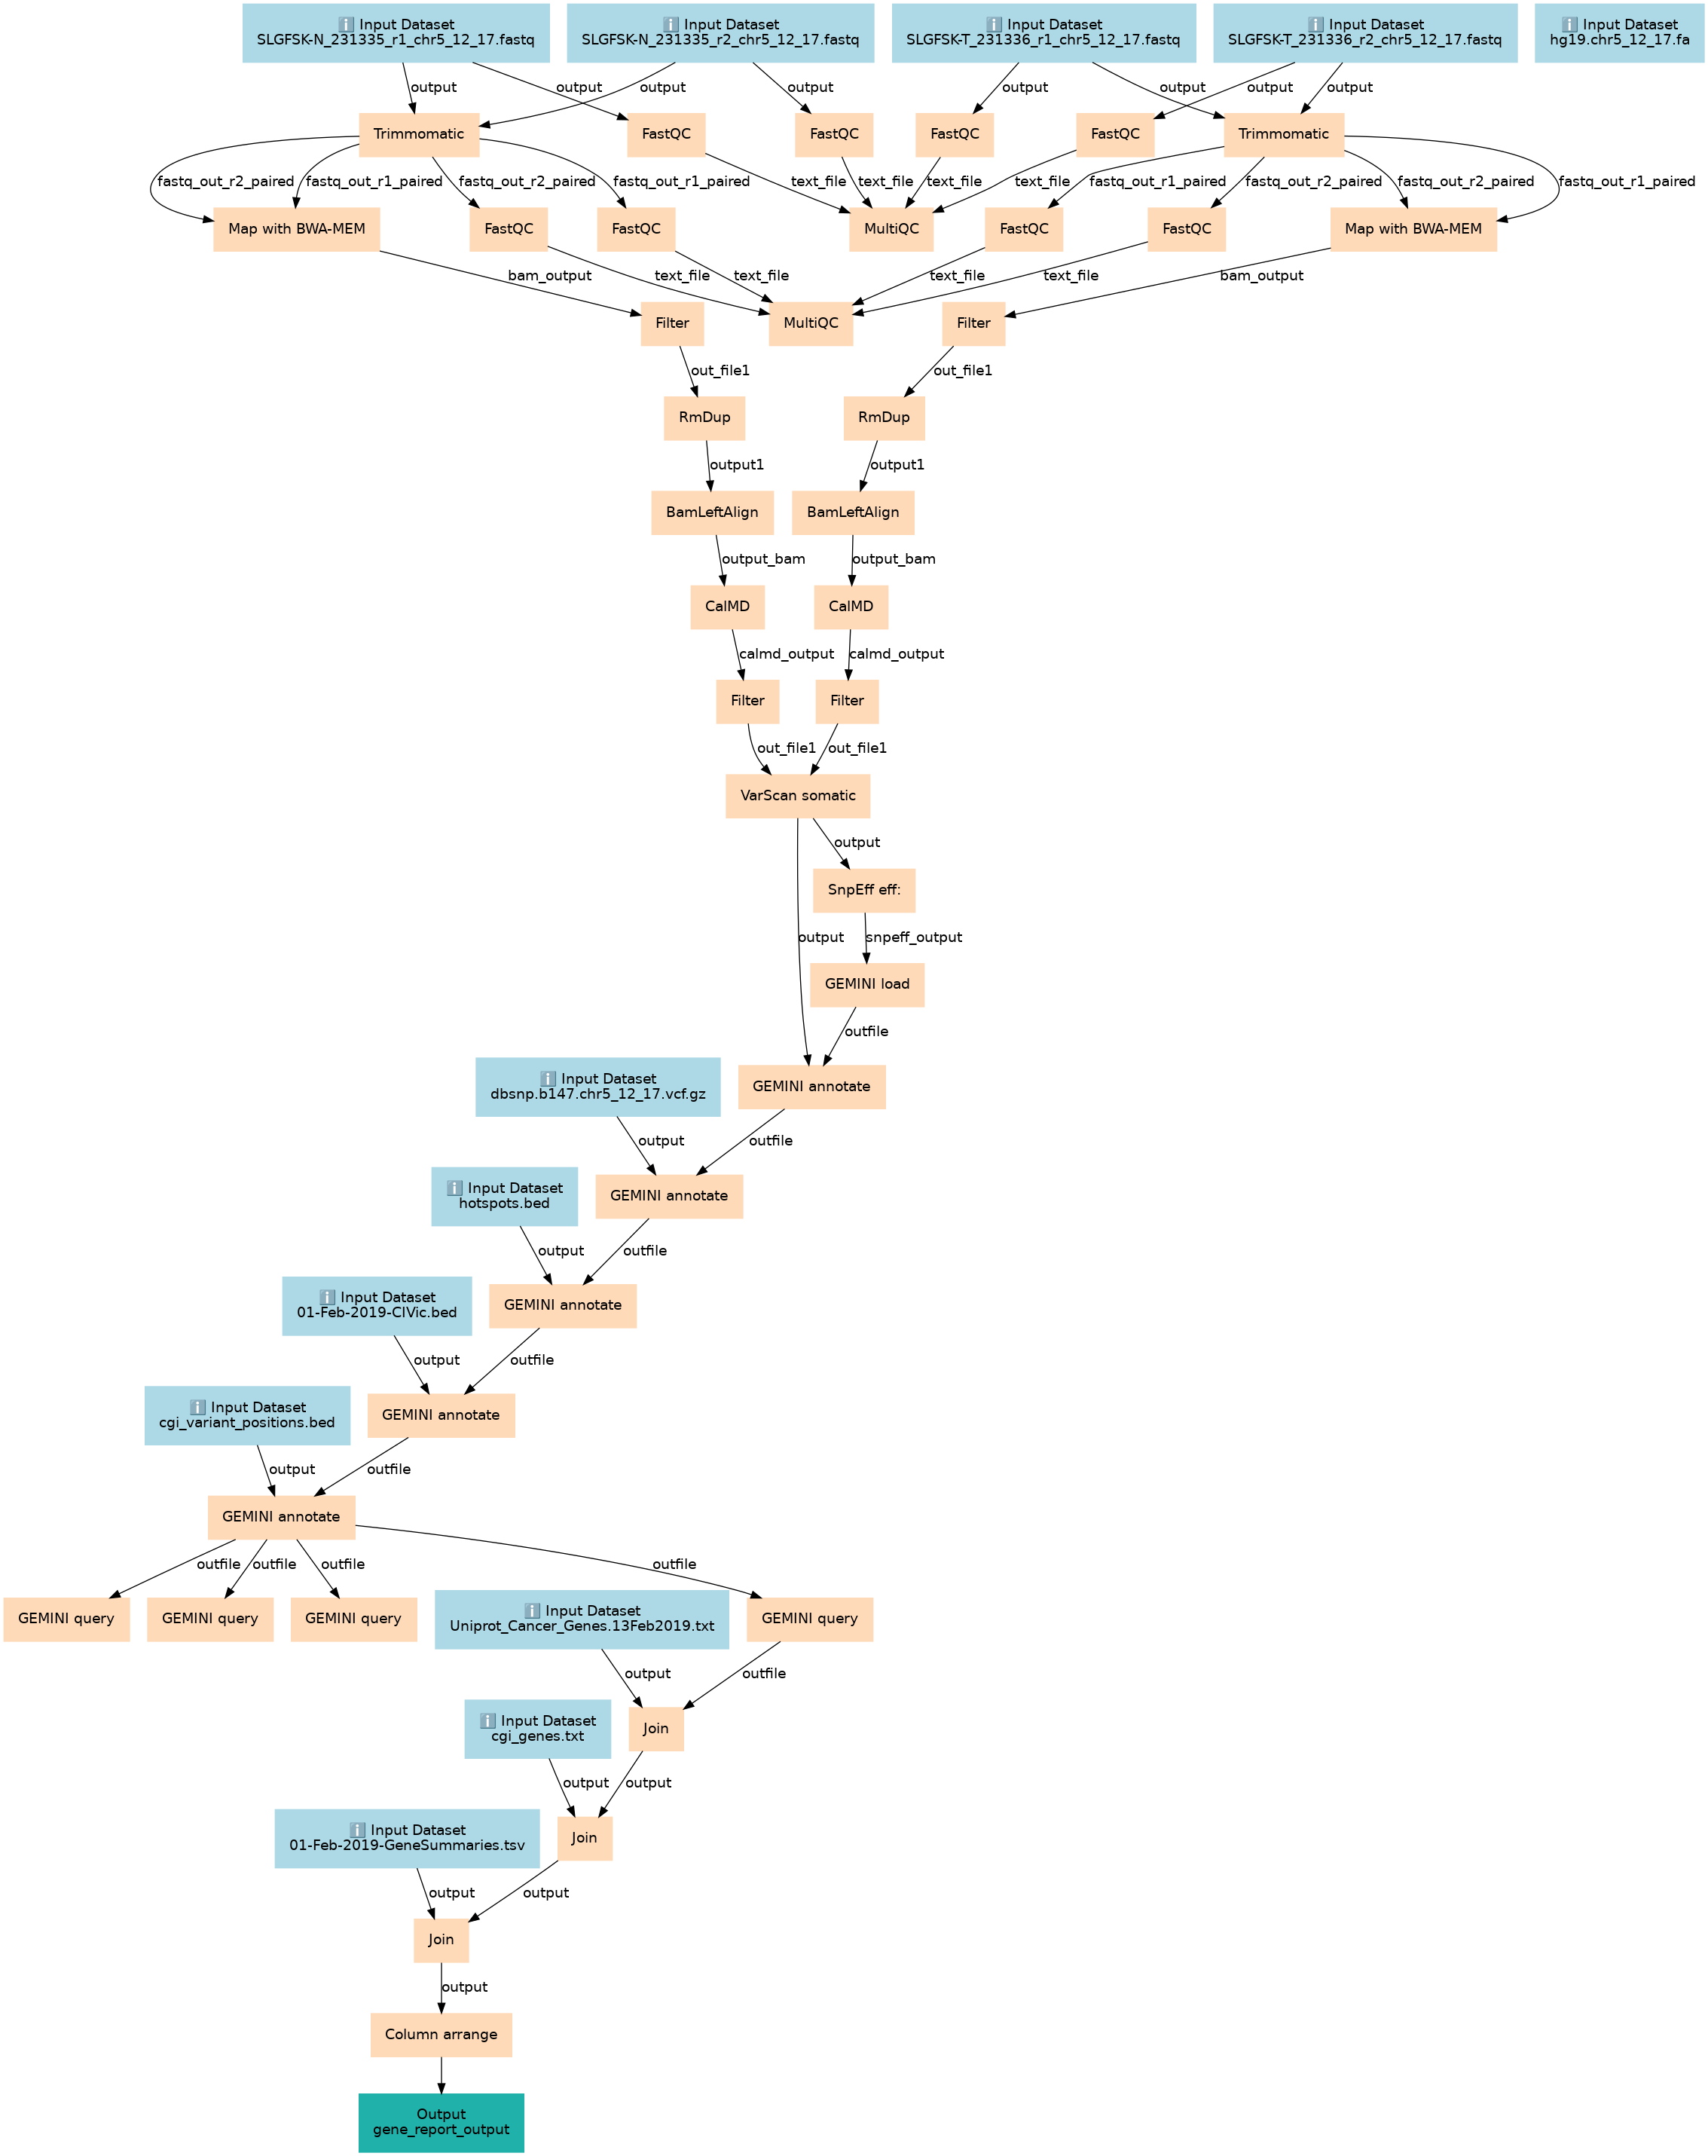 ℹ️ Input Dataset
SLGFSK-N_231335_r1_chr5_12_17.fastq
ℹ️ Input Dataset
SLGFSK-N_231335_r2_chr5_12_17.fastq
ℹ️ Input Dataset
SLGFSK-T_231336_r1_chr5_12_17.fastq
ℹ️ Input Dataset
SLGFSK-T_231336_r2_chr5_12_17.fastq
ℹ️ Input Dataset
hg19.chr5_12_17.fa
output
output
output
output
output
output
output
output
Trimmomatic
FastQC
FastQC
FastQC
FastQC
Trimmomatic
fastq_out_r2_paired
fastq_out_r1_paired
fastq_out_r2_paired
fastq_out_r1_paired
text_file
text_file
text_file
text_file
fastq_out_r1_paired
fastq_out_r2_paired
fastq_out_r2_paired
fastq_out_r1_paired
Map with BWA-MEM
FastQC
FastQC
MultiQC
FastQC
FastQC
Map with BWA-MEM
bam_output
text_file
text_file
text_file
text_file
bam_output
Filter
MultiQC
Filter
out_file1
out_file1
RmDup
RmDup
output1
output1
BamLeftAlign
BamLeftAlign
output_bam
output_bam
CalMD
CalMD
calmd_output
calmd_output
Filter
Filter
out_file1
out_file1
VarScan somatic
output
SnpEff eff:
output
snpeff_output
GEMINI load
outfile
ℹ️ Input Dataset
dbsnp.b147.chr5_12_17.vcf.gz
GEMINI annotate
output
outfile
ℹ️ Input Dataset
hotspots.bed
GEMINI annotate
output
outfile
ℹ️ Input Dataset
01-Feb-2019-CIVic.bed
GEMINI annotate
output
outfile
ℹ️ Input Dataset
cgi_variant_positions.bed
GEMINI annotate
output
outfile
GEMINI annotate
outfile
outfile
outfile
outfile
GEMINI query
GEMINI query
GEMINI query
ℹ️ Input Dataset
Uniprot_Cancer_Genes.13Feb2019.txt
GEMINI query
output
outfile
ℹ️ Input Dataset
cgi_genes.txt
Join
output
output
ℹ️ Input Dataset
01-Feb-2019-GeneSummaries.tsv
Join
output
output
Join
output
Column arrange
Output
gene_report_output